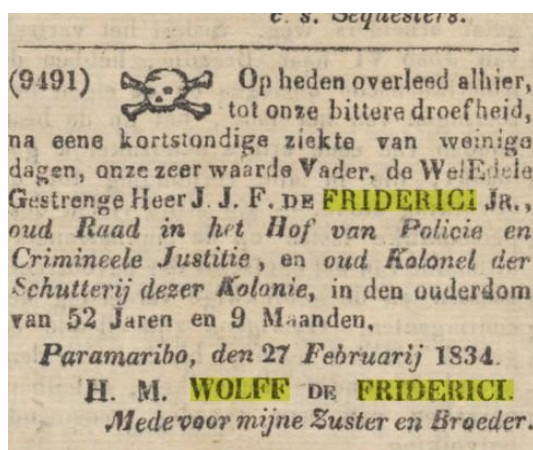 c. s. Sequesters.
(9491) Op heden overleed alhier,
tot onze bittere droefheid,
na eene kortstondige ziekte van weinige
dagen, onze zeer waarde Vader, de WelEdele
Gestrenge Heer J. J. F. DE FRIDERICI JR.,
oud Raad in het Hof van Policie en
Crimineele Justitie, en oud Kolonel der
Schutterij dezer Kolonie, in den ouderdom
van 52 Jaren en 9 Maanden.
Paramaribo, den 27 Februarij 1834.
H. M. WOLFF DE FRIDERICI.
Mede voor mijne Zuster en Broeder.